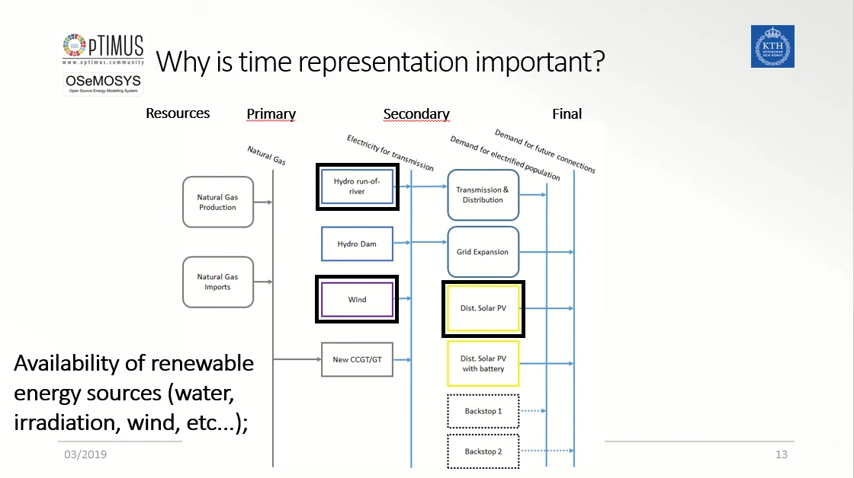 OpTIMUS
www.optimus.community
OSeMOSYS
Open Source Energy Modelling System
KTH
Why is time representation important?
Resources
Primary
Secondary
Final
Natural Gas
Electricity for transmission
Demand for electrified population
Demand for future connections
Natural Gas
Production
Natural Gas
Imports
Hydro run-of-
river
Hydro Dam
Wind
New CCGT/GT
Transmission &
Distribution
Grid Expansion
Dist. Solar PV
Dist. Solar PV
with battery
Backstop 1
Backstop 2
Availability of renewable
energy sources (water,
irradiation, wind, etc...);
03/2019
13